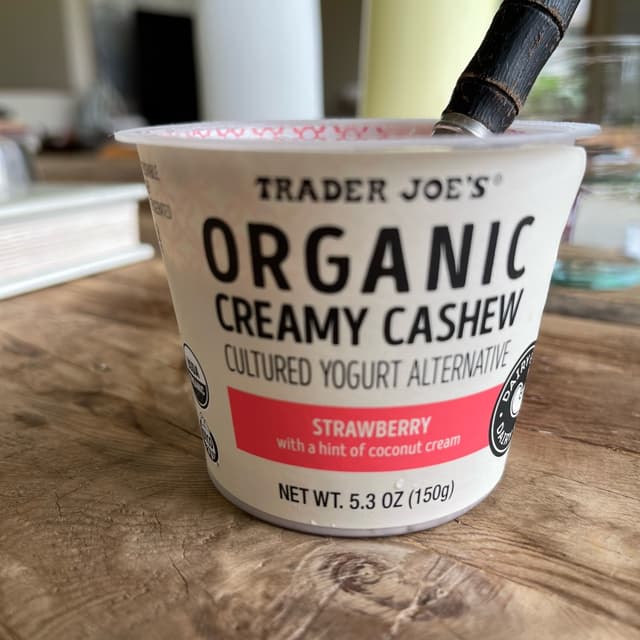 TRADER JOE'S®
ORGANIC
CREAMY CASHEW
CULTURED YOGURT ALTERNATIVE
STRAWBERRY
with a hint of coconut cream
NET WT. 5.3 OZ (150g)